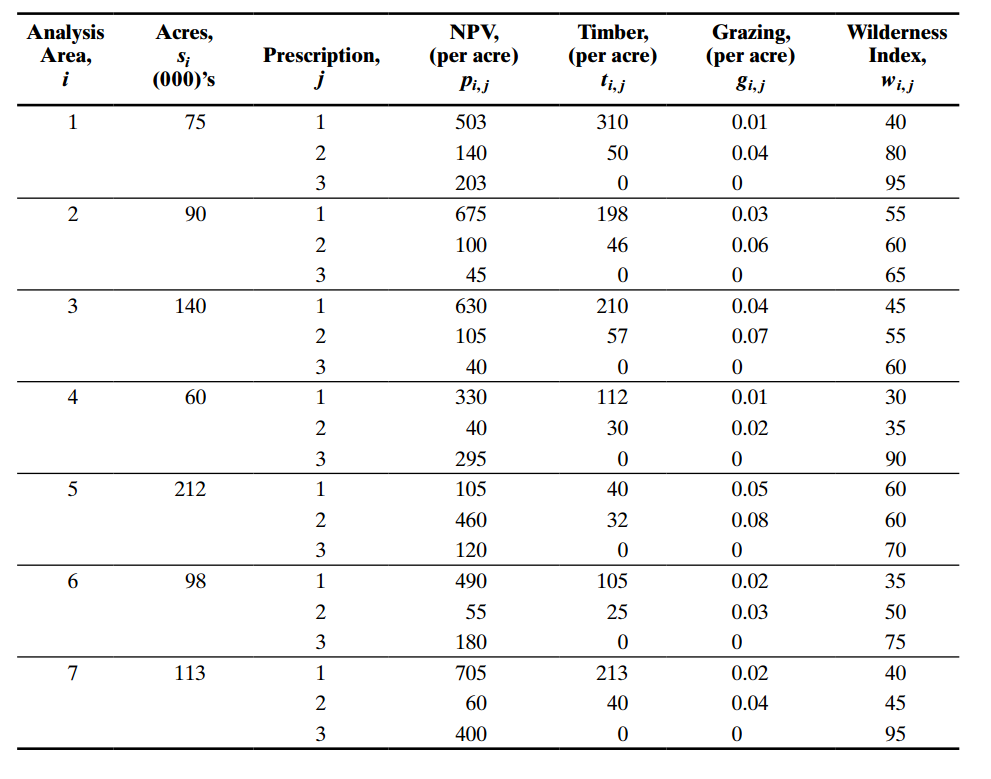 Analysis Area, i | Acres, s_i (000)'s | Prescription, j | NPV, (per acre) p_{i,j} | Timber, (per acre) t_{i,j} | Grazing, (per acre) g_{i,j} | Wilderness Index, w_{i,j}
1 75 1 503 310 0.01 40
2 140 50 0.04 80
3 203 0 0 95
2 90 1 675 198 0.03 55
2 100 46 0.06 60
3 45 0 0 65
3 140 1 630 210 0.04 45
2 105 57 0.07 55
3 40 0 0 60
4 60 1 330 112 0.01 30
2 40 30 0.02 35
3 295 0 0 90
5 212 1 105 40 0.05 60
2 460 32 0.08 60
3 120 0 0 70
6 98 1 490 105 0.02 35
2 55 25 0.03 50
3 180 0 0 75
7 113 1 705 213 0.02 40
2 60 40 0.04 45
3 400 0 0 95